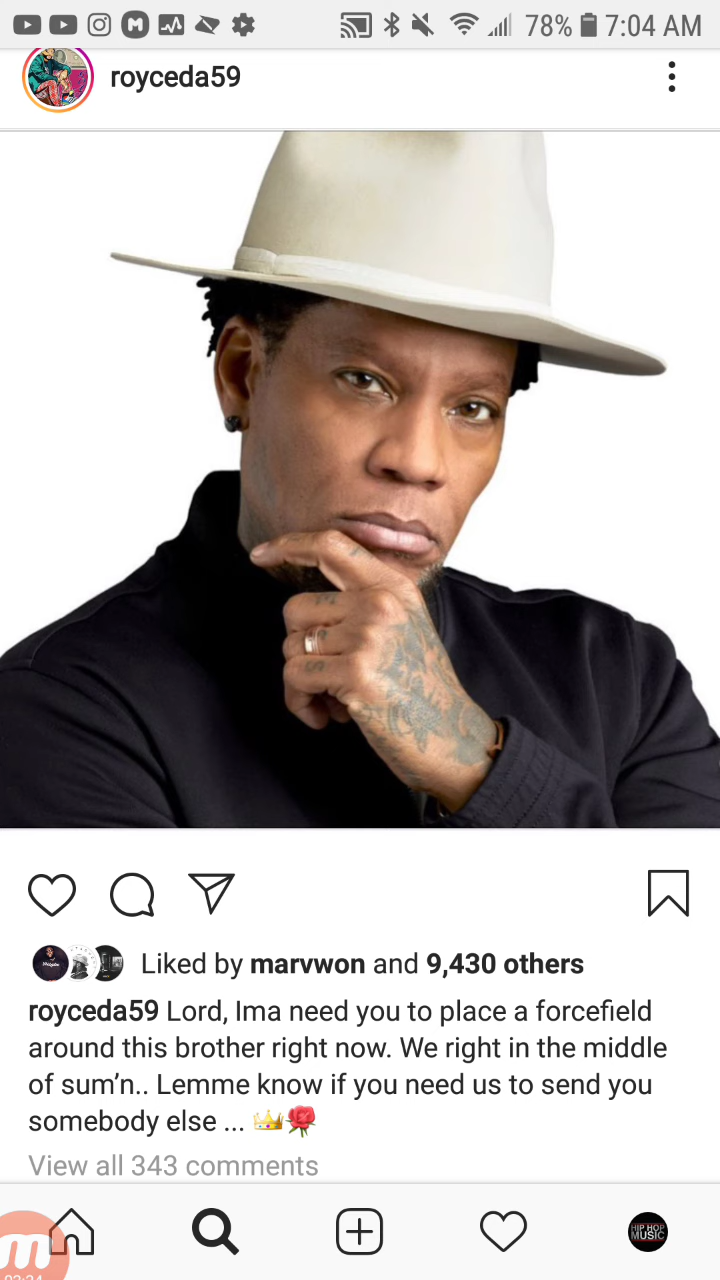 78% 7:04 AM
royceda59
Liked by marvwon and 9,430 others
royceda59 Lord, Ima need you to place a forcefield
around this brother right now. We right in the middle
of sum'n.. Lemme know if you need us to send you
somebody else ... 👑🌹
View all 343 comments
HIP HOP
MUSIC